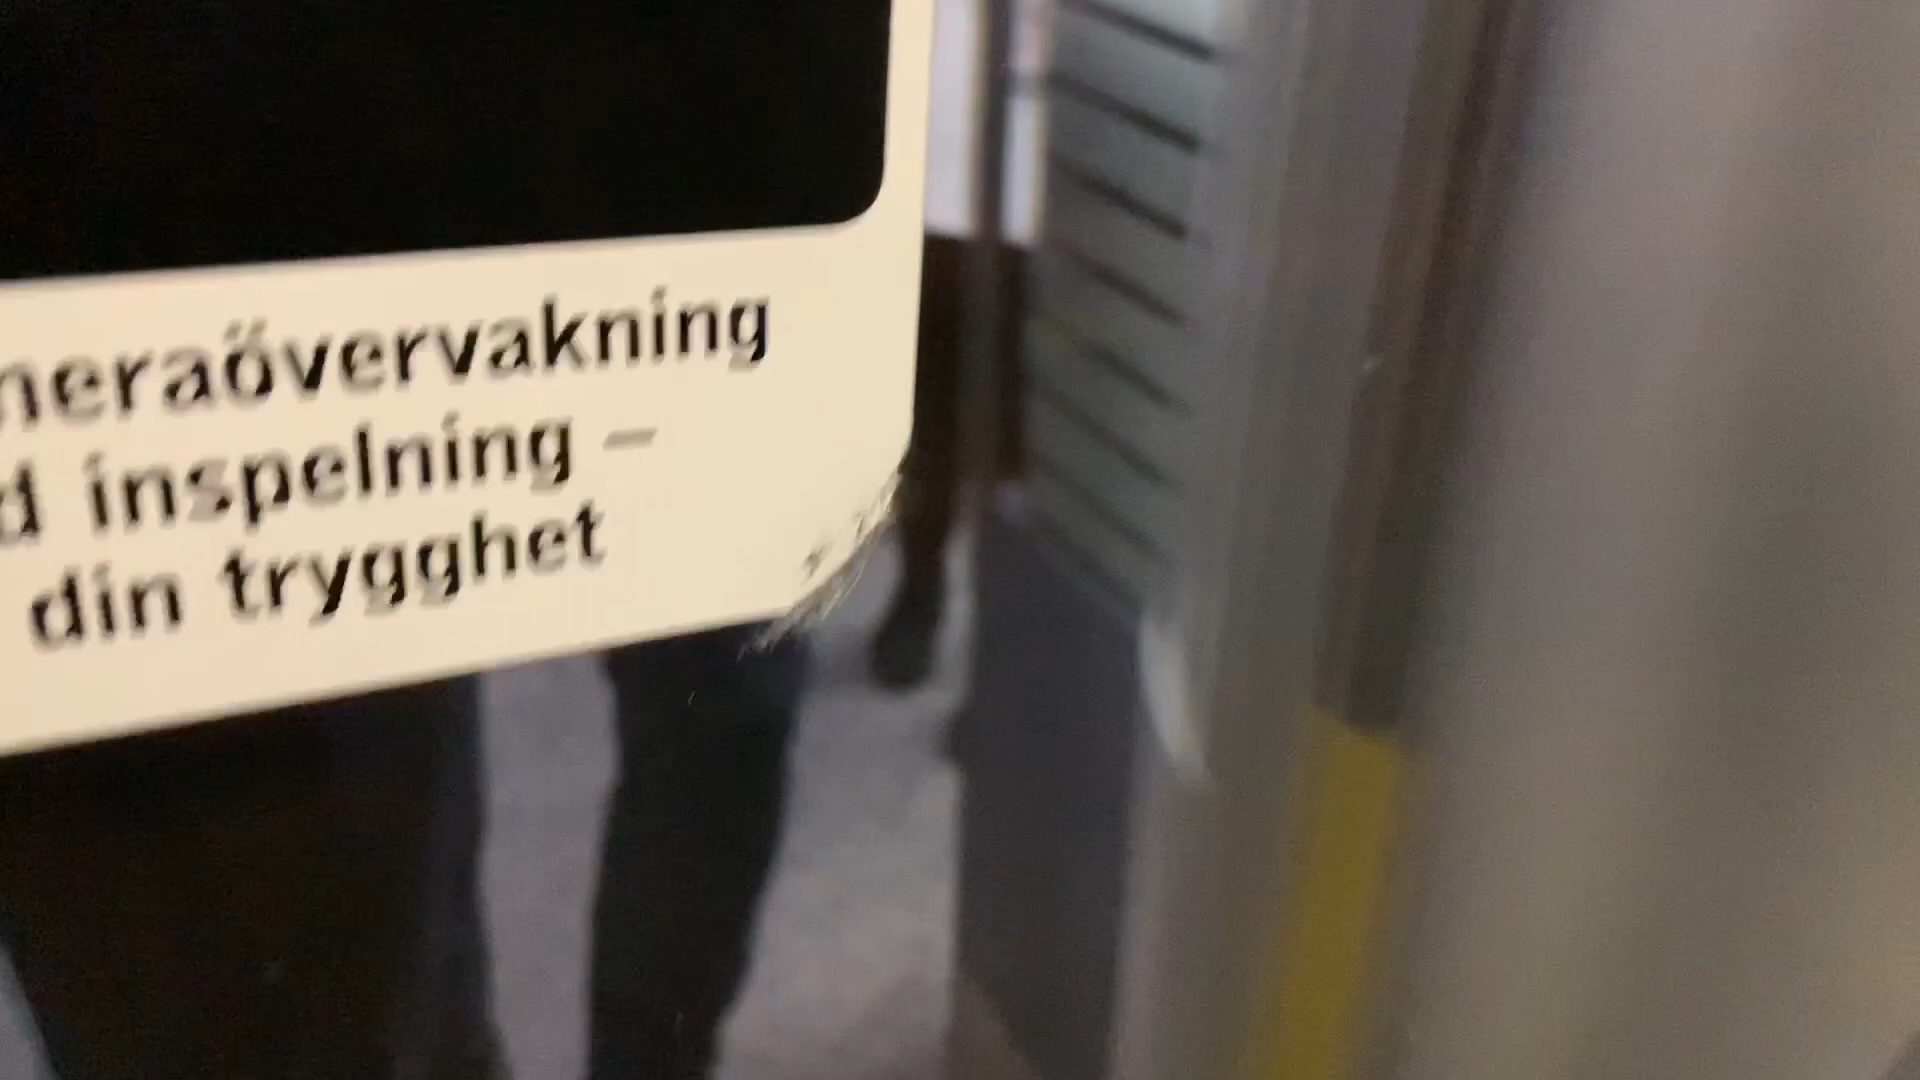 neraövervakning
d inspelning –
din trygghet